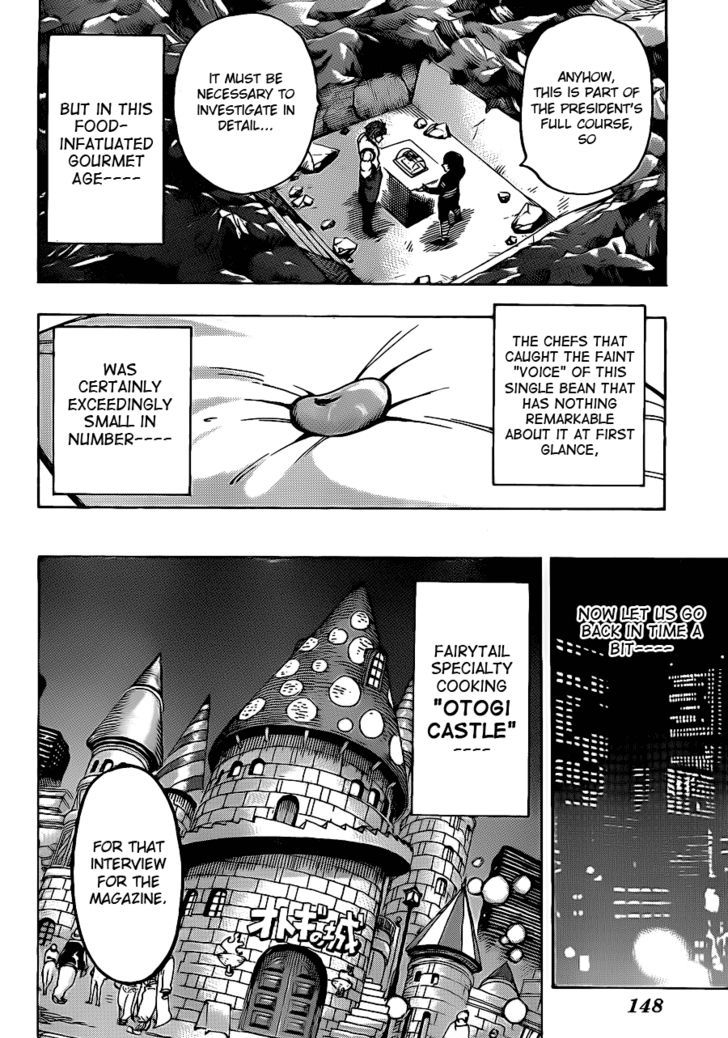 ANYHOW,
THIS IS PART OF
THE PRESIDENT'S
FULL COURSE,
SO
IT MUST BE
NECESSARY TO
INVESTIGATE IN
DETAIL...
BUT IN THIS
FOOD-
INFATUATED
GOURMET
AGE----
THE CHEFS THAT
CAUGHT THE FAINT
"VOICE" OF THIS
SINGLE BEAN THAT
HAS NOTHING
REMARKABLE
ABOUT IT AT FIRST
GLANCE,
WAS
CERTAINLY
EXCEEDINGLY
SMALL IN
NUMBER----
NOW LET US GO
BACK IN TIME A
BIT----
FAIRYTAIL
SPECIALTY
COOKING
"OTOGI
CASTLE"
----
FOR THAT
INTERVIEW
FOR THE
MAGAZINE.
オトギの城
148